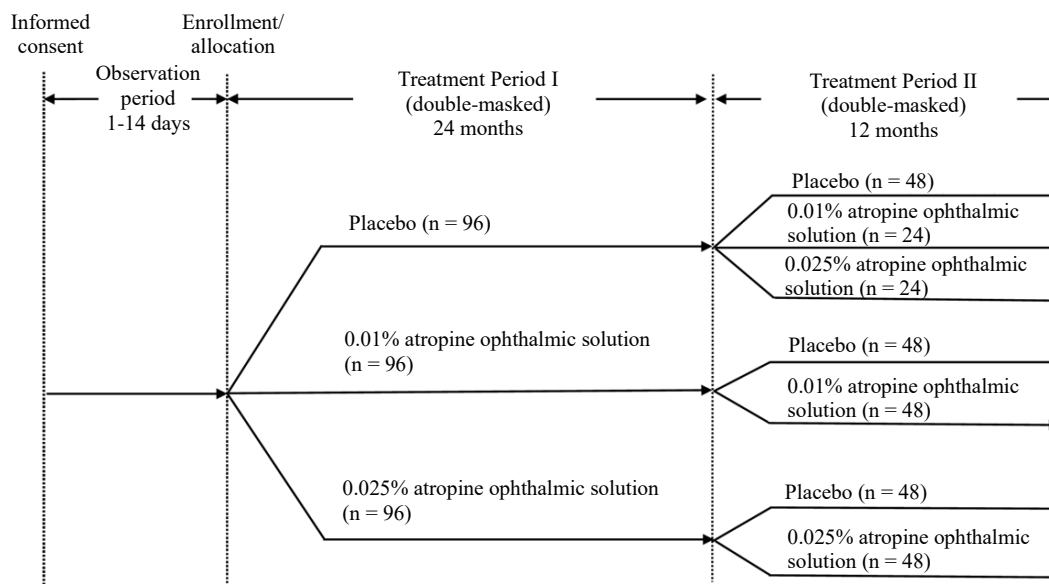 Informed
consent
Enrollment/
allocation
Observation
period
1-14 days
Treatment Period I
(double-masked)
24 months
Treatment Period II
(double-masked)
12 months
Placebo (n = 96)
0.01% atropine ophthalmic solution
(n = 96)
0.025% atropine ophthalmic solution
(n = 96)
Placebo (n = 48)
0.01% atropine ophthalmic
solution (n = 24)
0.025% atropine ophthalmic
solution (n = 24)
Placebo (n = 48)
0.01% atropine ophthalmic
solution (n = 48)
Placebo (n = 48)
0.025% atropine ophthalmic
solution (n = 48)